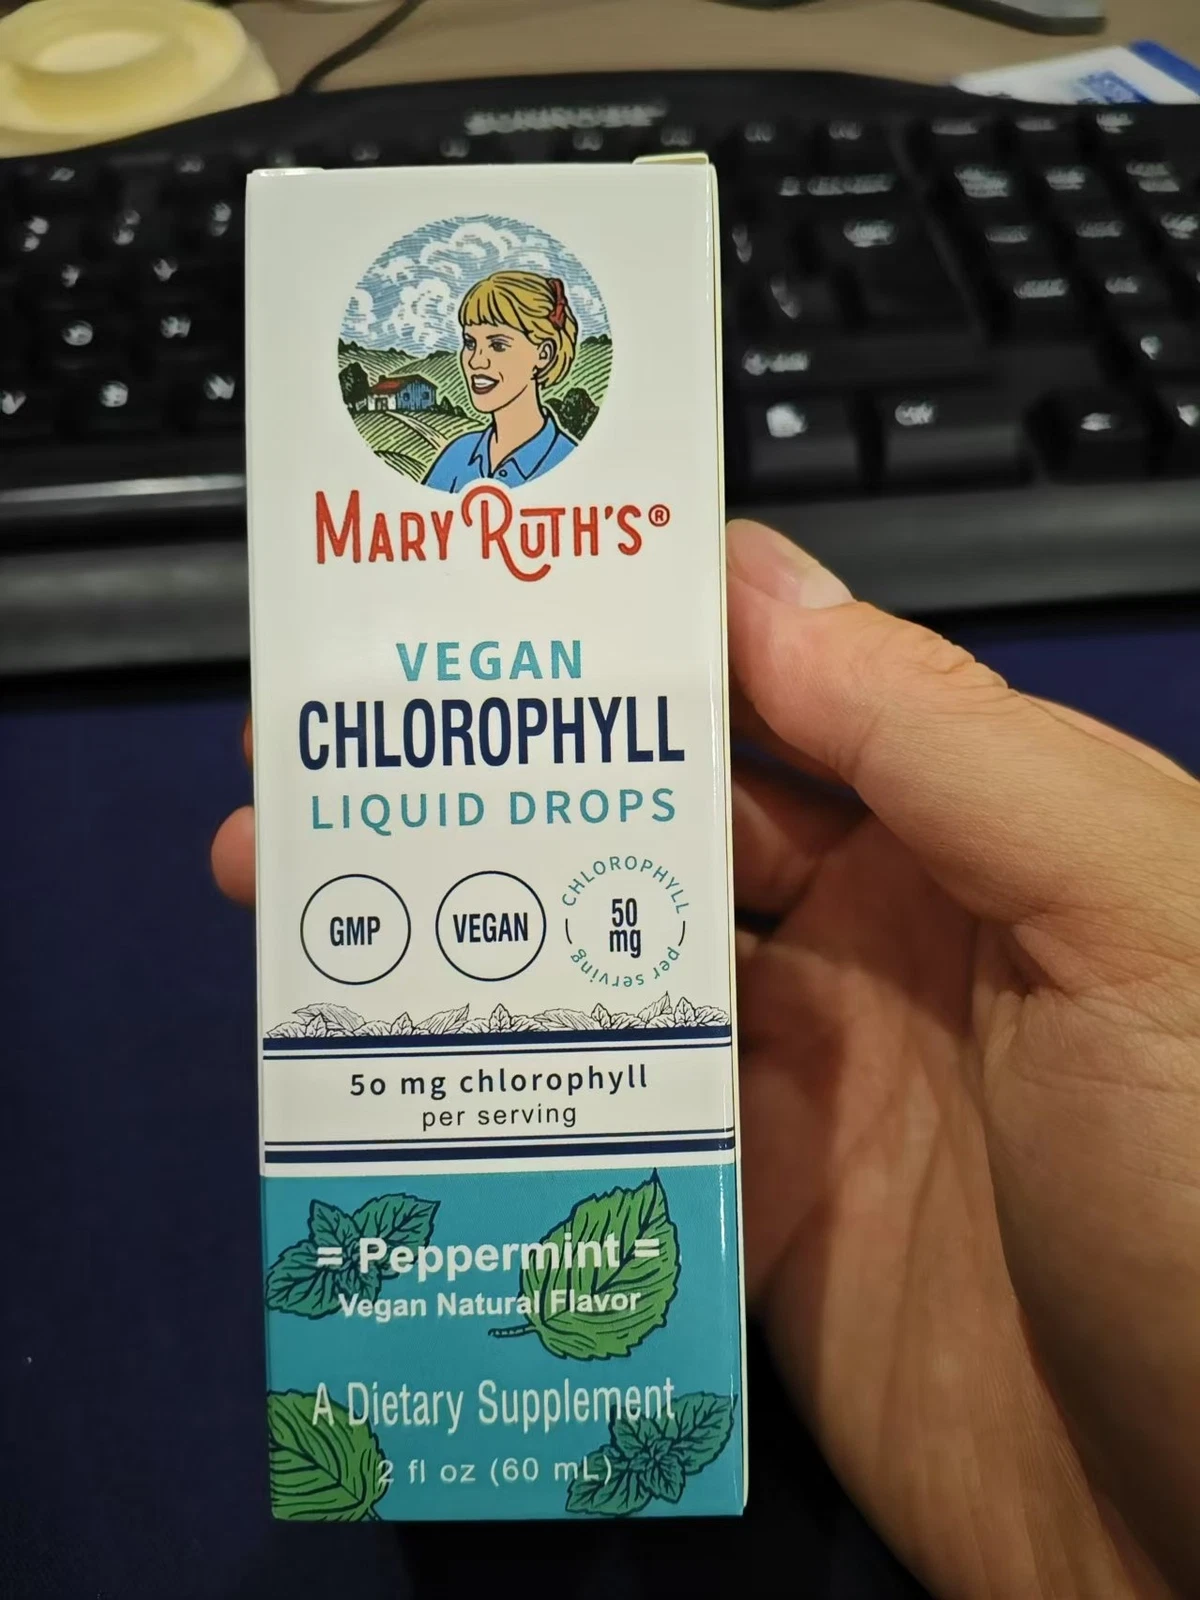 MARY RUTH'S®
VEGAN
CHLOROPHYLL
LIQUID DROPS
GMP
VEGAN
CHLOROPHYLL
50
mg
per serving
50 mg chlorophyll
per serving
= Peppermint =
Vegan Natural Flavor
A Dietary Supplement
2 fl oz (60 mL)